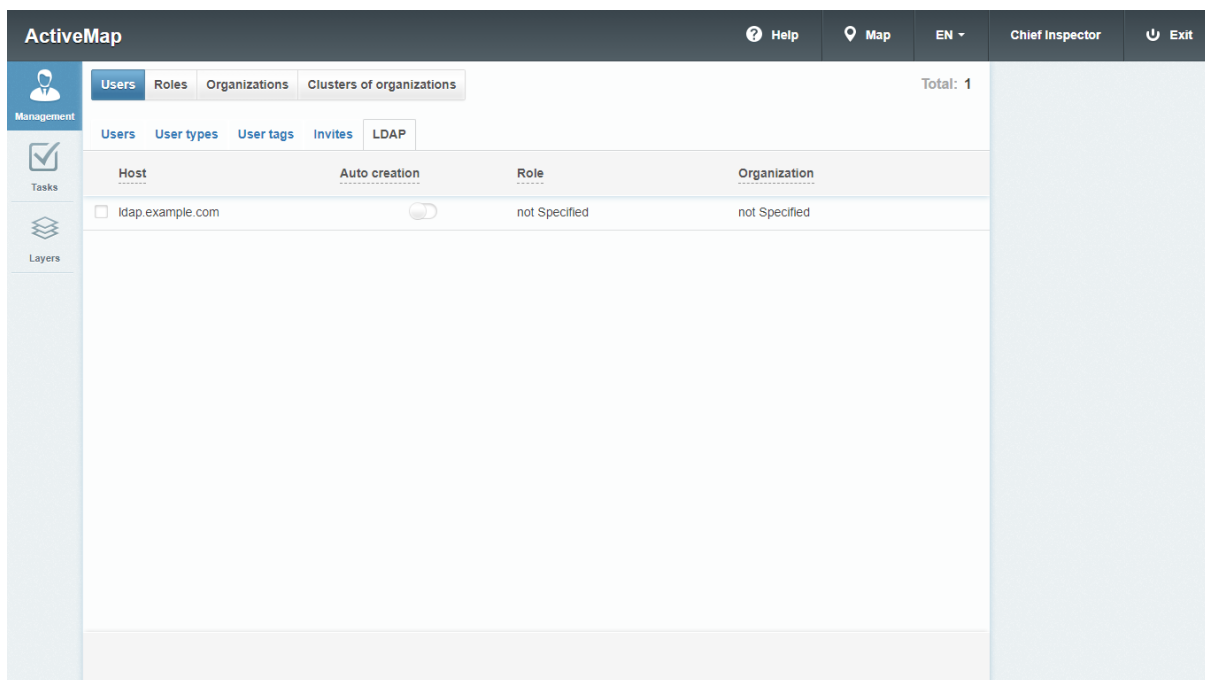 ActiveMap Help Map EN Chief Inspector Exit
Management
Tasks
Layers
Users Roles Organizations Clusters of organizations Total: 1
Users User types User tags Invites LDAP
Host Auto creation Role Organization
ldap.example.com not Specified not Specified